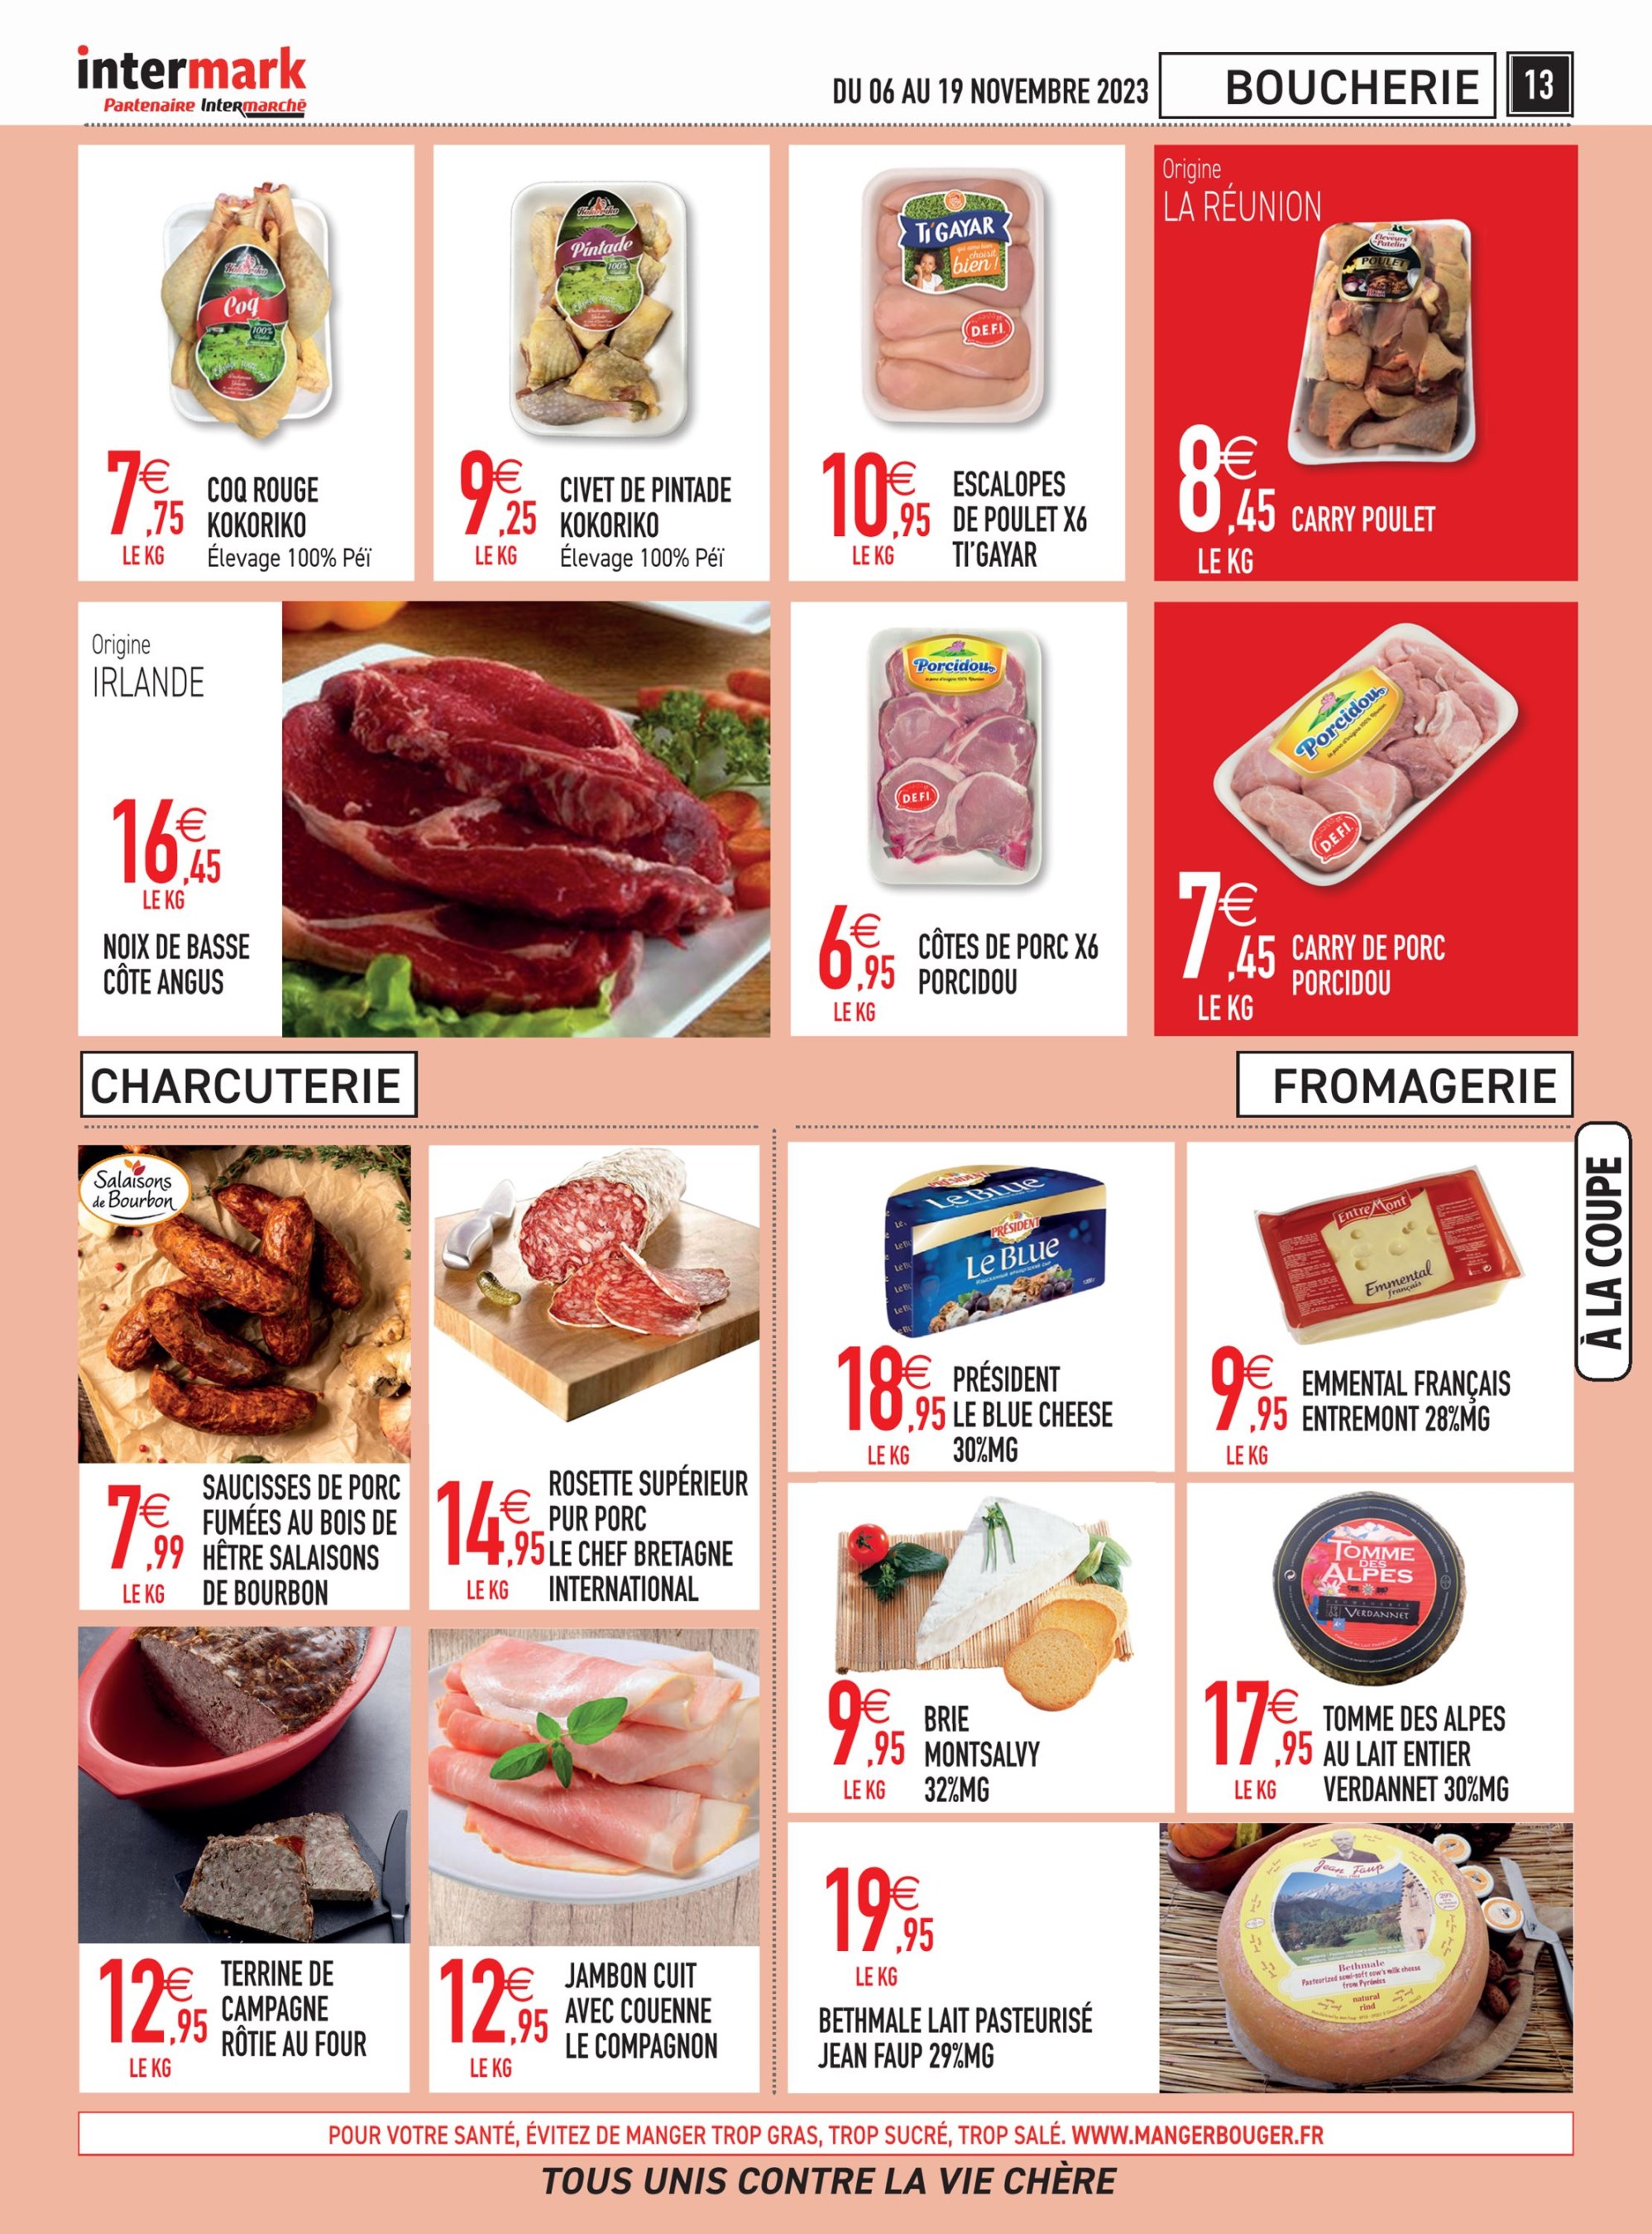 intermark
Partenaire Intermarché
DU 06 AU 19 NOVEMBRE 2023
BOUCHERIE
13
Coq
100%
7€,75
LE KG
COQ ROUGE
KOKORIKO
Élevage 100% Péï
Pintade
100%
9€,25
LE KG
CIVET DE PINTADE
KOKORIKO
Élevage 100% Péï
TI'GAYAR
qui aime bien
choisit
bien !
D.E.F.I.
10€,95
LE KG
ESCALOPES
DE POULET X6
TI'GAYAR
Origine
LA RÉUNION
Éleveurs
POULET
8€,45
LE KG
CARRY POULET
Origine
IRLANDE
16€,45
LE KG
NOIX DE BASSE
CÔTE ANGUS
Porcidou
D.E.F.I.
6€,95
LE KG
CÔTES DE PORC X6
PORCIDOU
Porcidou
D.E.F.I.
7€,45
LE KG
CARRY DE PORC
PORCIDOU
CHARCUTERIE
Salaisons
de Bourbon
7€,99
LE KG
SAUCISSES DE PORC
FUMÉES AU BOIS DE
HÊTRE SALAISONS
DE BOURBON
14€,95
LE KG
ROSETTE SUPÉRIEUR
PUR PORC
LE CHEF BRETAGNE
INTERNATIONAL
12€,95
LE KG
TERRINE DE
CAMPAGNE
RÔTIE AU FOUR
12€,95
LE KG
JAMBON CUIT
AVEC COUENNE
LE COMPAGNON
FROMAGERIE
À LA COUPE
PRÉSIDENT
LE BLUE
PRÉSIDENT
LE BLUE
18€,95
LE KG
PRÉSIDENT
LE BLUE CHEESE
30%MG
EntreMont
Emmental
français
9€,95
LE KG
EMMENTAL FRANÇAIS
ENTREMONT 28%MG
9€,95
LE KG
BRIE
MONTSALVY
32%MG
TOMME
DES
ALPES
VERDANNET
17€,95
LE KG
TOMME DES ALPES
AU LAIT ENTIER
VERDANNET 30%MG
19€,95
LE KG
BETHMALE LAIT PASTEURISÉ
JEAN FAUP 29%MG
Jean Faup
Bethmale
Pasteurized semi-soft cow's milk cheese
from Pyrénées
natural
rind
POUR VOTRE SANTÉ, ÉVITEZ DE MANGER TROP GRAS, TROP SUCRÉ, TROP SALÉ. WWW.MANGERBOUGER.FR
TOUS UNIS CONTRE LA VIE CHÈRE